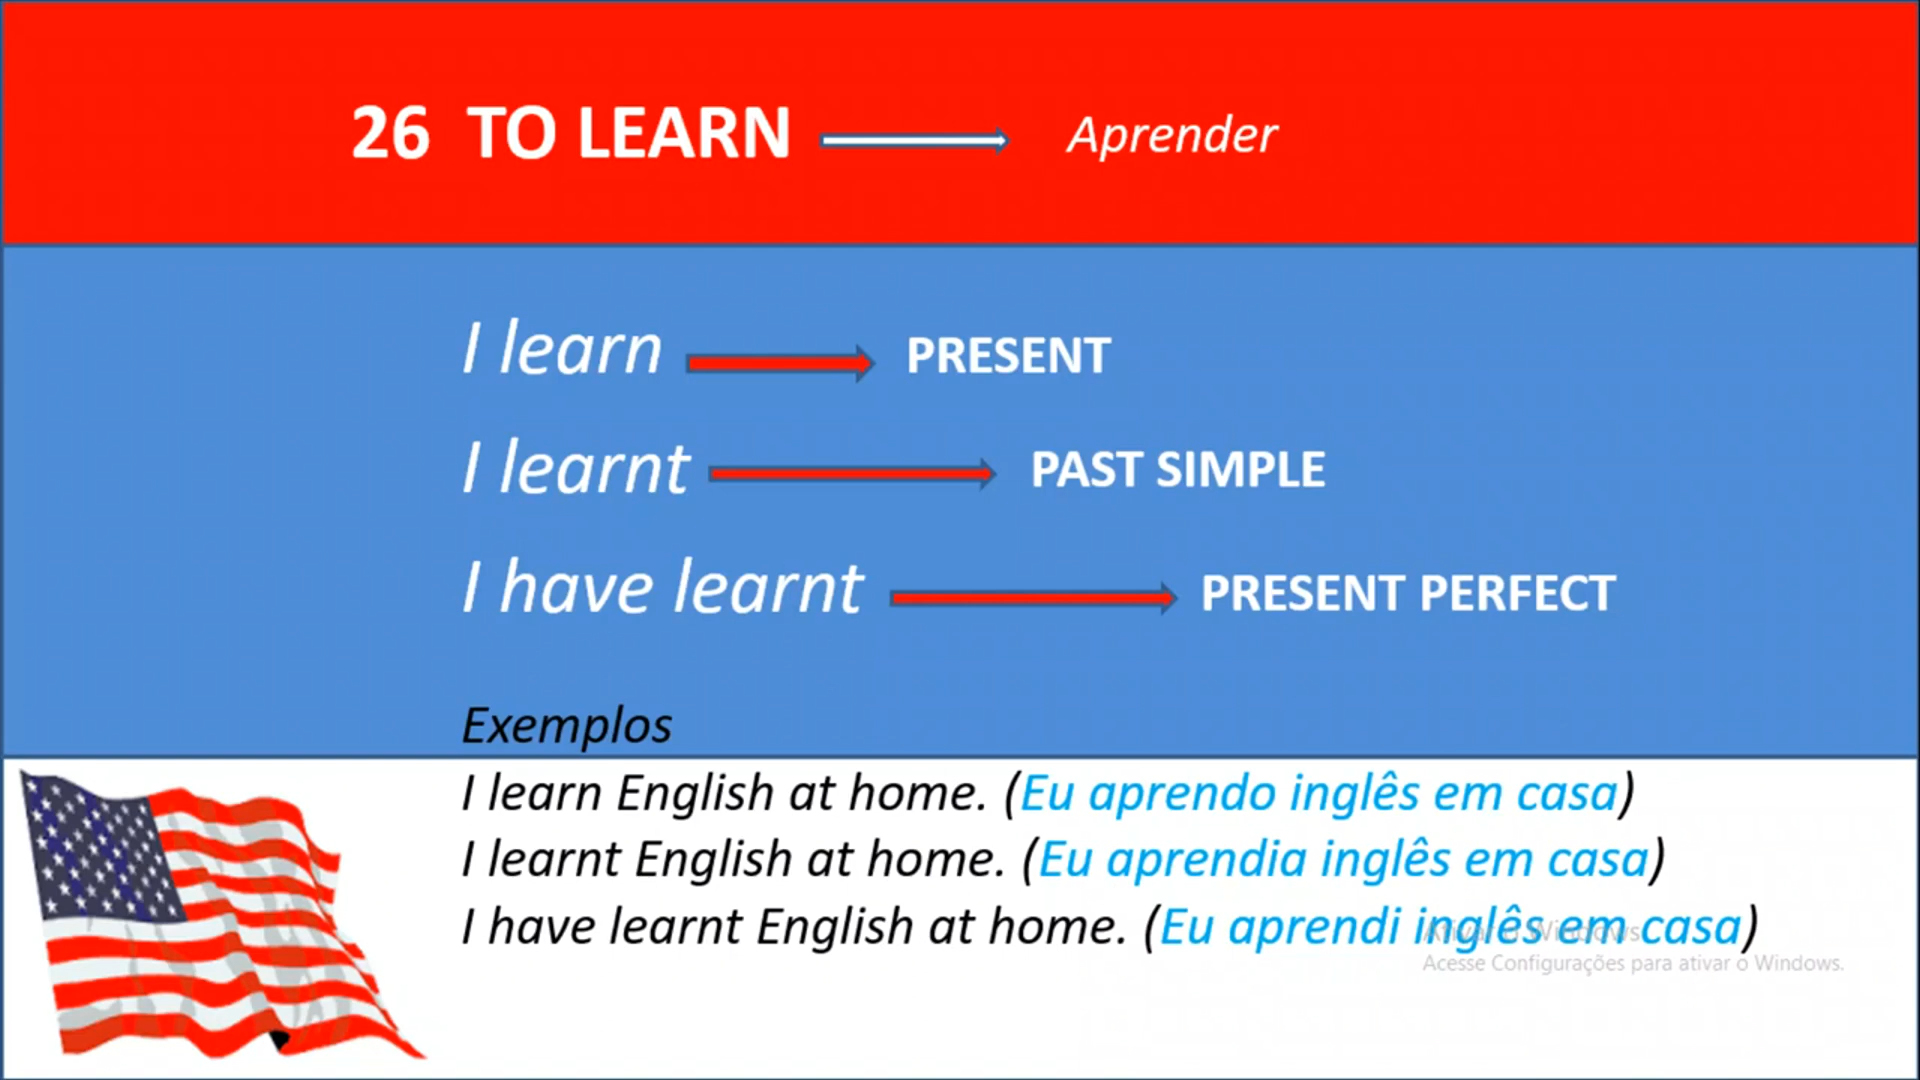 26 TO LEARN Aprender
I learn PRESENT
I learnt PAST SIMPLE
I have learnt PRESENT PERFECT
Exemplos
I learn English at home. (Eu aprendo inglês em casa)
I learnt English at home. (Eu aprendia inglês em casa)
I have learnt English at home. (Eu aprendi inglês em casa)
Ativar o Windows
Acesse Configurações para ativar o Windows.